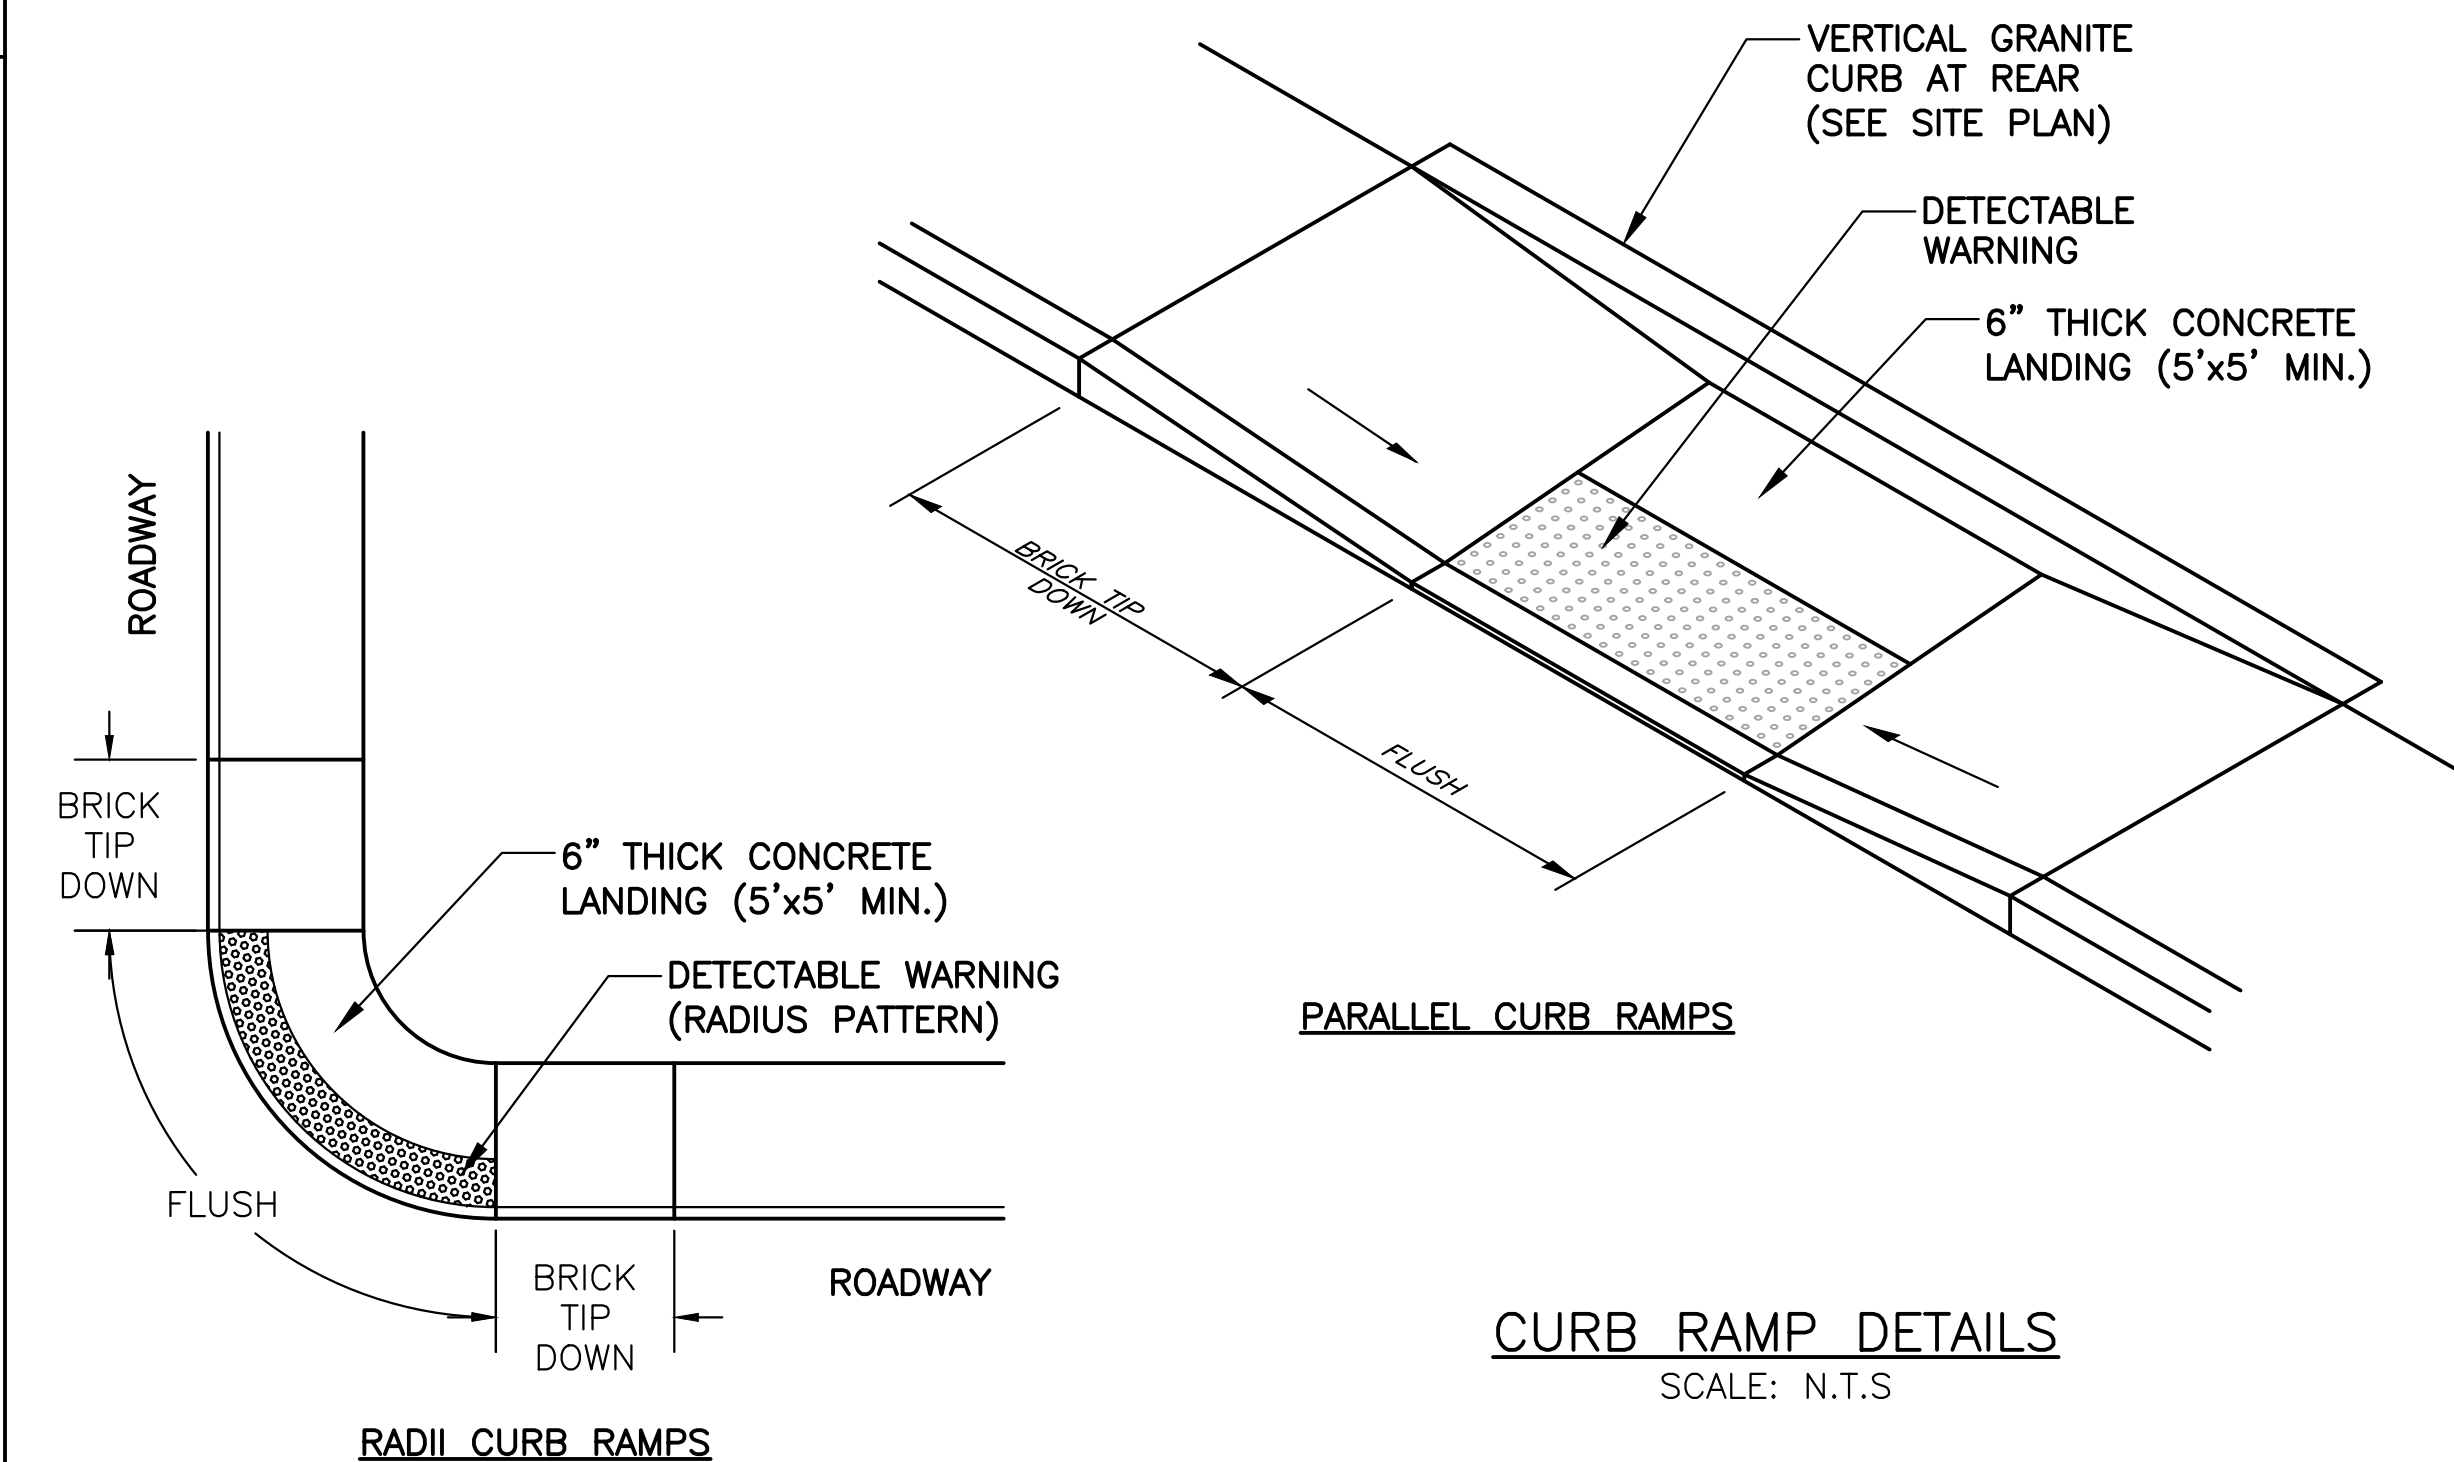 VERTICAL GRANITE
CURB AT REAR
(SEE SITE PLAN)
DETECTABLE
WARNING
6" THICK CONCRETE
LANDING (5'x5' MIN.)
BRICK TIP
DOWN
FLUSH
PARALLEL CURB RAMPS
ROADWAY
BRICK
TIP
DOWN
6" THICK CONCRETE
LANDING (5'x5' MIN.)
DETECTABLE WARNING
(RADIUS PATTERN)
FLUSH
BRICK
TIP
DOWN
ROADWAY
RADII CURB RAMPS
CURB RAMP DETAILS
SCALE: N.T.S